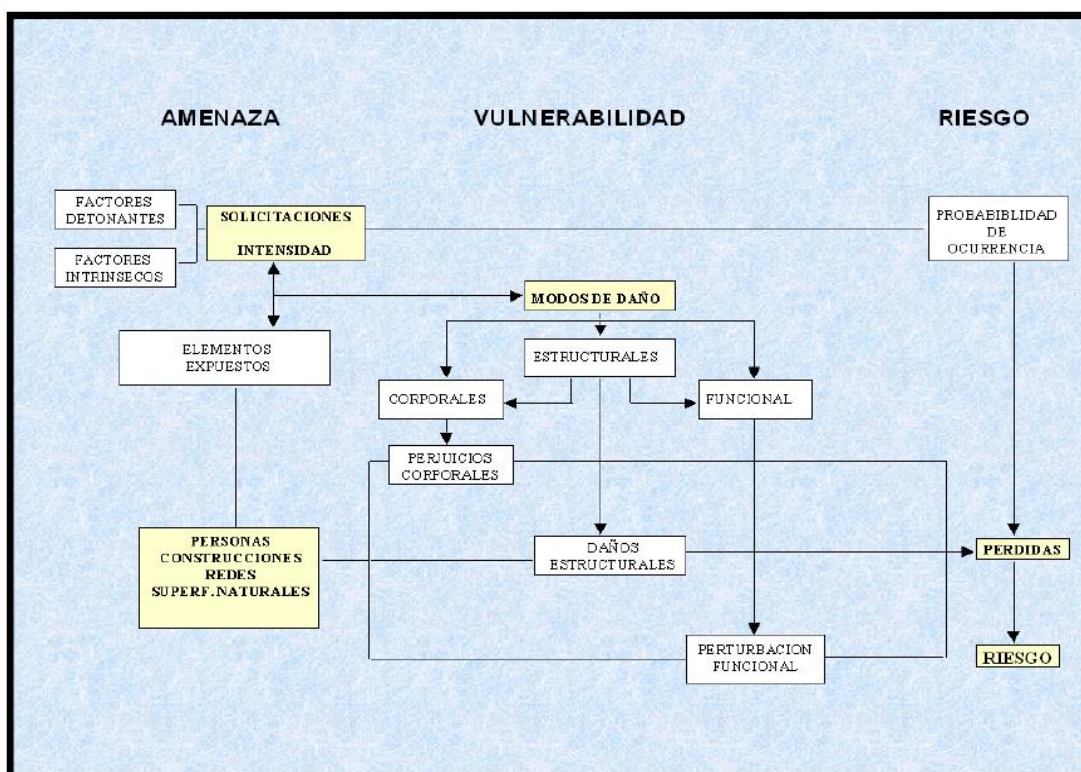 AMENAZA
VULNERABILIDAD
RIESGO
FACTORES
DETONANTES
SOLICITACIONES
INTENSIDAD
FACTORES
INTRINSECOS
PROBABIBLIDAD
DE
OCURRENCIA
MODOS DE DAÑO
ELEMENTOS
EXPUESTOS
ESTRUCTURALES
CORPORALES
FUNCIONAL
PERJUICIOS
CORPORALES
PERSONAS
CONSTRUCCIONES
REDES
SUPERF.NATURALES
DAÑOS
ESTRUCTURALES
PERDIDAS
PERTURBACION
FUNCIONAL
RIESGO